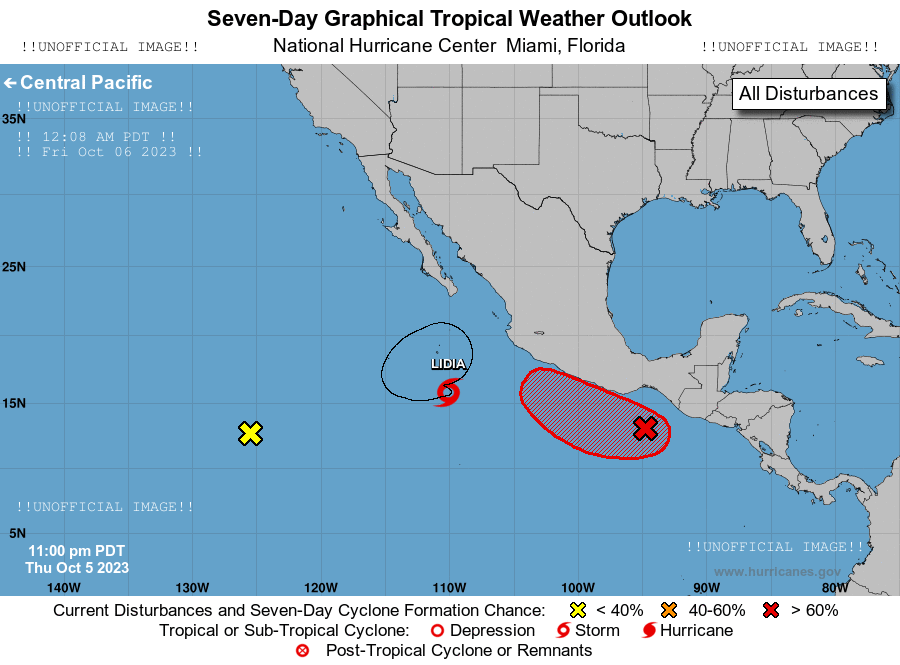 Seven-Day Graphical Tropical Weather Outlook
!!UNOFFICIAL IMAGE!! National Hurricane Center Miami, Florida !!UNOFFICIAL IMAGE!!
← Central Pacific
All Disturbances
!!UNOFFICIAL IMAGE!!
35N
!! 12:08 AM PDT !!
!! Fri Oct 06 2023 !!
25N
LIDIA
15N
!!UNOFFICIAL IMAGE!!
5N
!!UNOFFICIAL IMAGE!!
11:00 pm PDT
Thu Oct 5 2023
www.hurricanes.gov
140W 130W 120W 110W 100W 90W 80W
Current Disturbances and Seven-Day Cyclone Formation Chance: < 40% 40-60% > 60%
Tropical or Sub-Tropical Cyclone: Depression Storm Hurricane
Post-Tropical Cyclone or Remnants